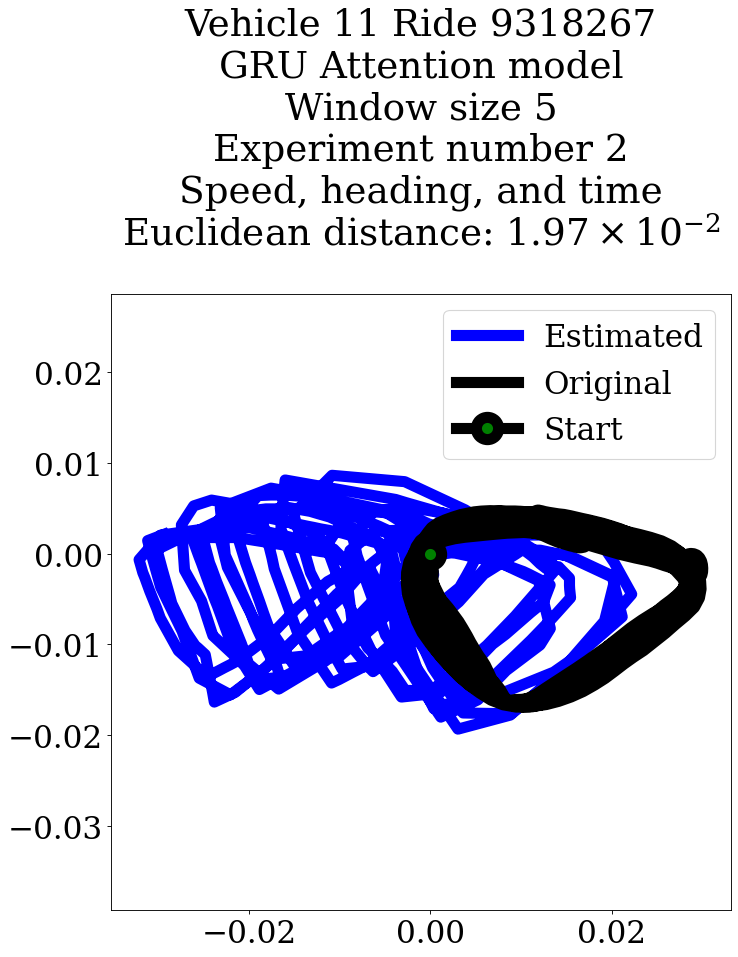 Vehicle 11 Ride 9318267
GRU Attention model
Window size 5
Experiment number 2
Speed, heading, and time
Euclidean distance: 1.97 × 10⁻²
Estimated
Original
Start
0.02
0.01
0.00
−0.01
−0.02
−0.03
−0.02
0.00
0.02